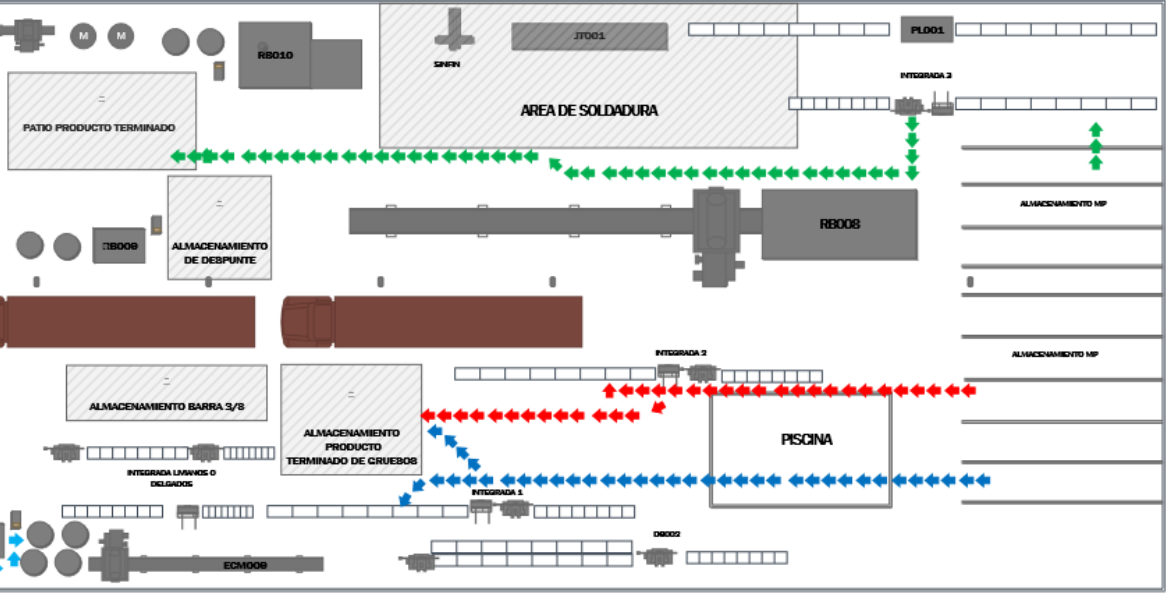 M
M
RB010
SINFIN
JT001
PL001
INTEGRADA 3
AREA DE SOLDADURA
PATIO PRODUCTO TERMINADO
ALMACENAMIENTO MP
RB008
RB009
ALMACENAMIENTO
DE DESPUNTE
INTEGRADA 2
ALMACENAMIENTO MP
ALMACENAMIENTO BARRA 3/8
ALMACENAMIENTO
PRODUCTO
TERMINADO DE GRUESOS
PISCINA
INTEGRADA LIVIANOS O
DELGADOS
INTEGRADA 1
DB002
ECM009